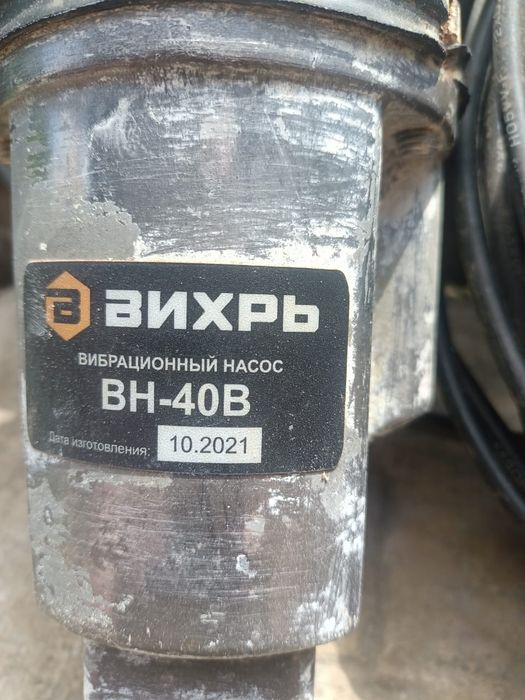 ВИХРЬ
ВИБРАЦИОННЫЙ НАСОС
ВН-40В
Дата изготовления: 10.2021